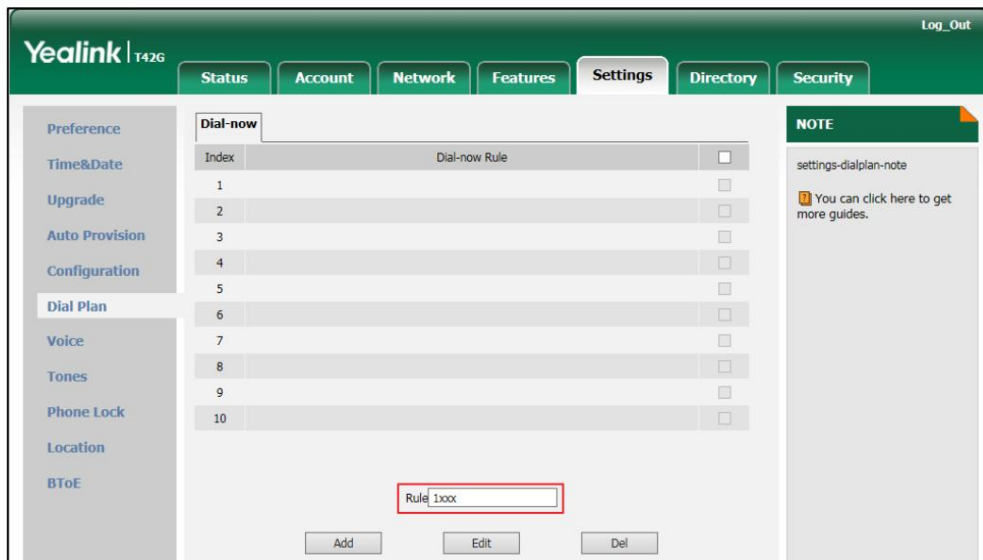 Log_Out
Yealink T42G
Status Account Network Features Settings Directory Security
Preference
Time&Date
Upgrade
Auto Provision
Configuration
Dial Plan
Voice
Tones
Phone Lock
Location
BToE
Dial-now
Index Dial-now Rule
1
2
3
4
5
6
7
8
9
10
Rule 1xxx
Add Edit Del
NOTE
settings-dialplan-note
? You can click here to get
more guides.